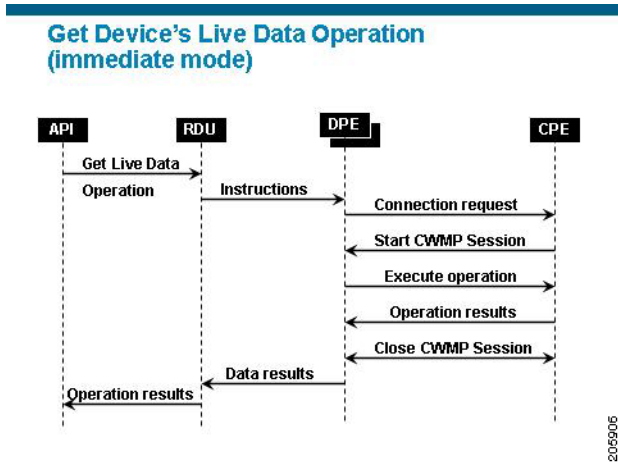 Get Device's Live Data Operation
(immediate mode)
API
RDU
DPE
CPE
Get Live Data
Operation
Instructions
Connection request
Start CWMP Session
Execute operation
Operation results
Close CWMP Session
Data results
Operation results
205906